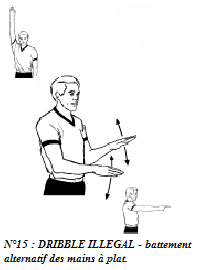 N°15 : DRIBBLE ILLEGAL - battement
alternatif des mains à plat.